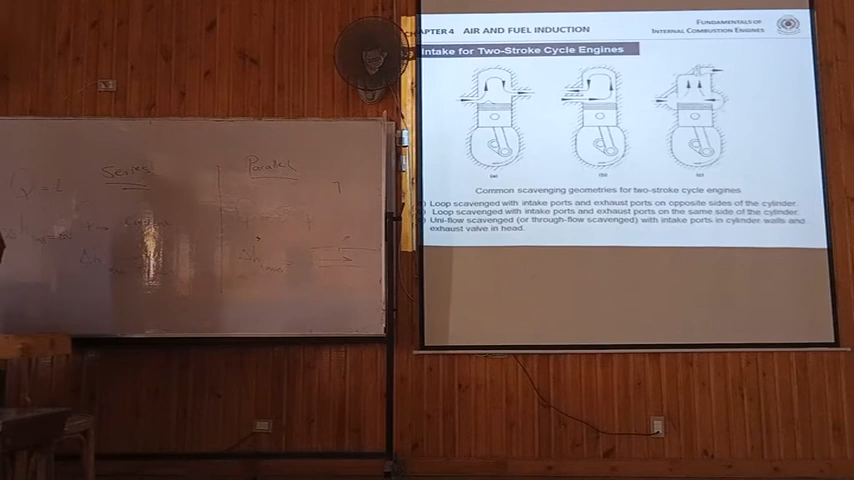 Series
Parallel
CHAPTER 4 AIR AND FUEL INDUCTION
FUNDAMENTALS OF
INTERNAL COMBUSTION ENGINES
Intake for Two-Stroke Cycle Engines
(a) (b) (c)
Common scavenging geometries for two-stroke cycle engines
Loop scavenged with intake ports and exhaust ports on opposite sides of the cylinder.
Loop scavenged with intake ports and exhaust ports on the same side of the cylinder.
Uni-flow scavenged (or through-flow scavenged) with intake ports in cylinder walls and
exhaust valve in head.